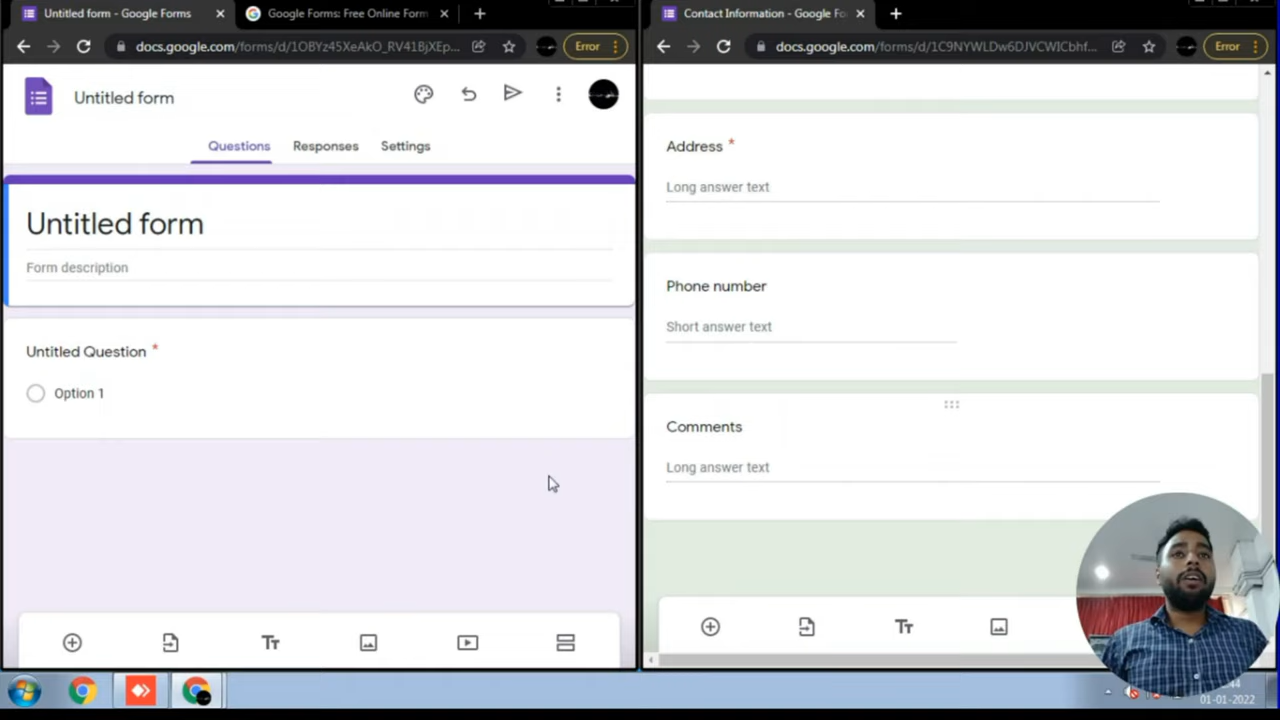 Untitled form - Google Forms
Google Forms: Free Online Form
docs.google.com/forms/d/1OBYz45XeAkO_RV41BjXEp...
Error
Untitled form
Questions
Responses
Settings
Untitled form
Form description
Untitled Question *
Option 1
Contact Information - Google Fo
docs.google.com/forms/d/1C9NYWLDw6DJVCWICbhf...
Error
Address *
Long answer text
Phone number
Short answer text
Comments
Long answer text
Tt
Tt
01-01-2022